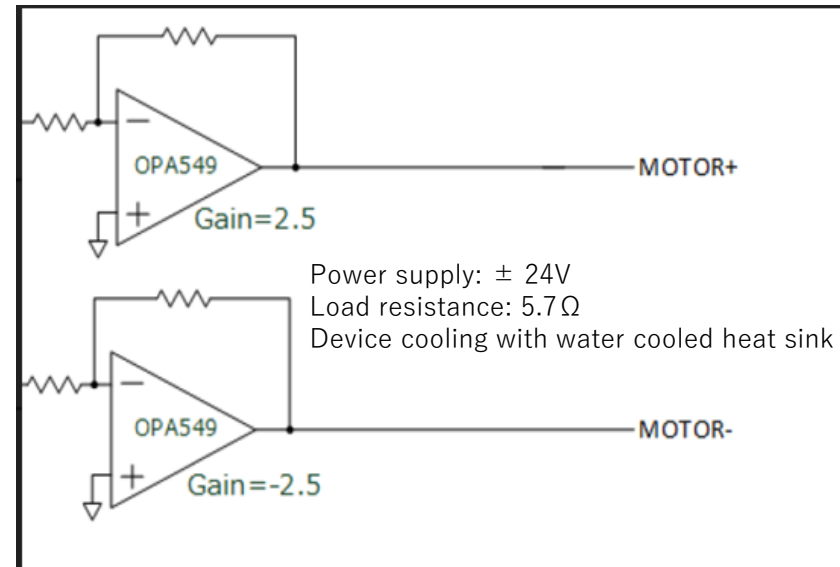 OPA549
MOTOR+
Gain=2.5
Power supply: ± 24V
Load resistance: 5.7Ω
Device cooling with water cooled heat sink
OPA549
MOTOR-
Gain=-2.5